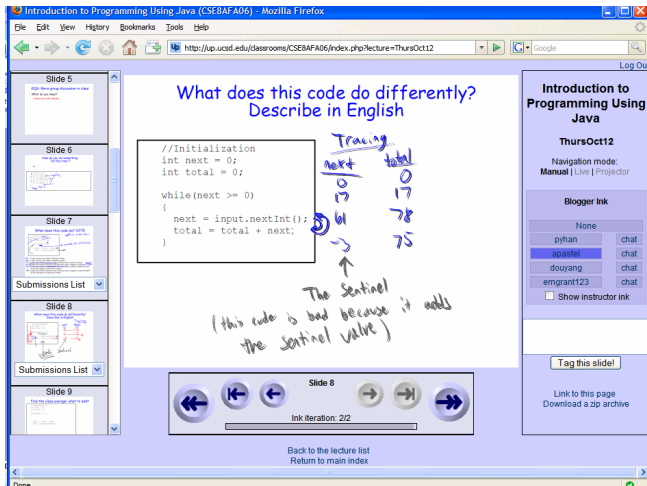 Introduction to Programming Using Java (CSE8AFA06) - Mozilla Firefox
File Edit View History Bookmarks Tools Help
http://up.ucsd.edu/classrooms/CSE8AFA06/index.php?lecture=ThursOct12
Google
Log Ou
Slide 5
Slide 6
Slide 7
Submissions List
Slide 8
Submissions List
Slide 9
What does this code do differently?
Describe in English
//Initialization
int next = 0;
int total = 0;
while(next >= 0)
{
next = input.nextInt();
total = total + next;
}
Tracing
next total
0 0
17 17
61 78
-3 75
The Sentinel
(this code is bad because it adds
the sentinel value)
Slide 8
Ink iteration: 2/2
Back to the lecture list
Return to main index
Introduction to
Programming Using
Java
ThursOct12
Navigation mode:
Manual | Live | Projector
Blogger Ink
None
pyhan chat
apastel chat
douyang chat
emgrant123 chat
Show instructor ink
Tag this slide!
Link to this page
Download a zip archive
Done